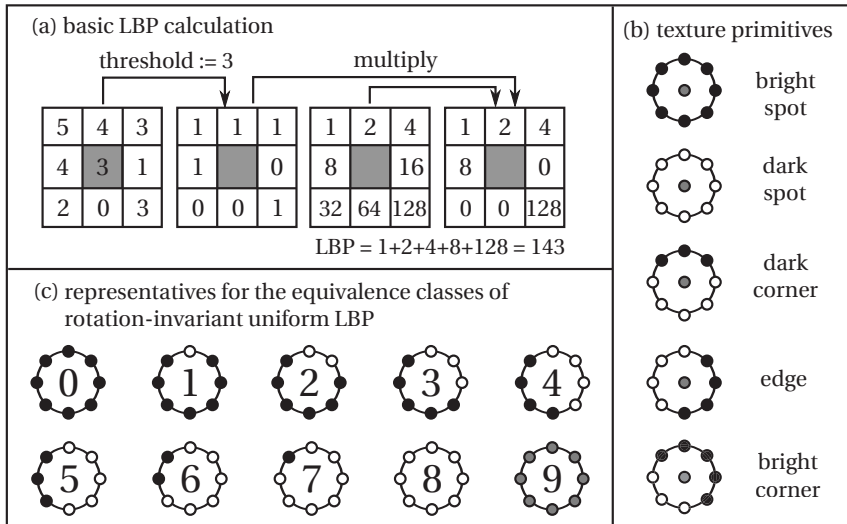 (a) basic LBP calculation
threshold := 3
multiply
5 4 3 1 1 1 1 2 4 1 2 4
4 3 1 1 0 8 16 8 0
2 0 3 0 0 1 32 64 128 0 0 128
LBP = 1+2+4+8+128 = 143
(b) texture primitives
bright
spot
dark
spot
dark
corner
edge
bright
corner
(c) representatives for the equivalence classes of
rotation-invariant uniform LBP
0 1 2 3 4
5 6 7 8 9